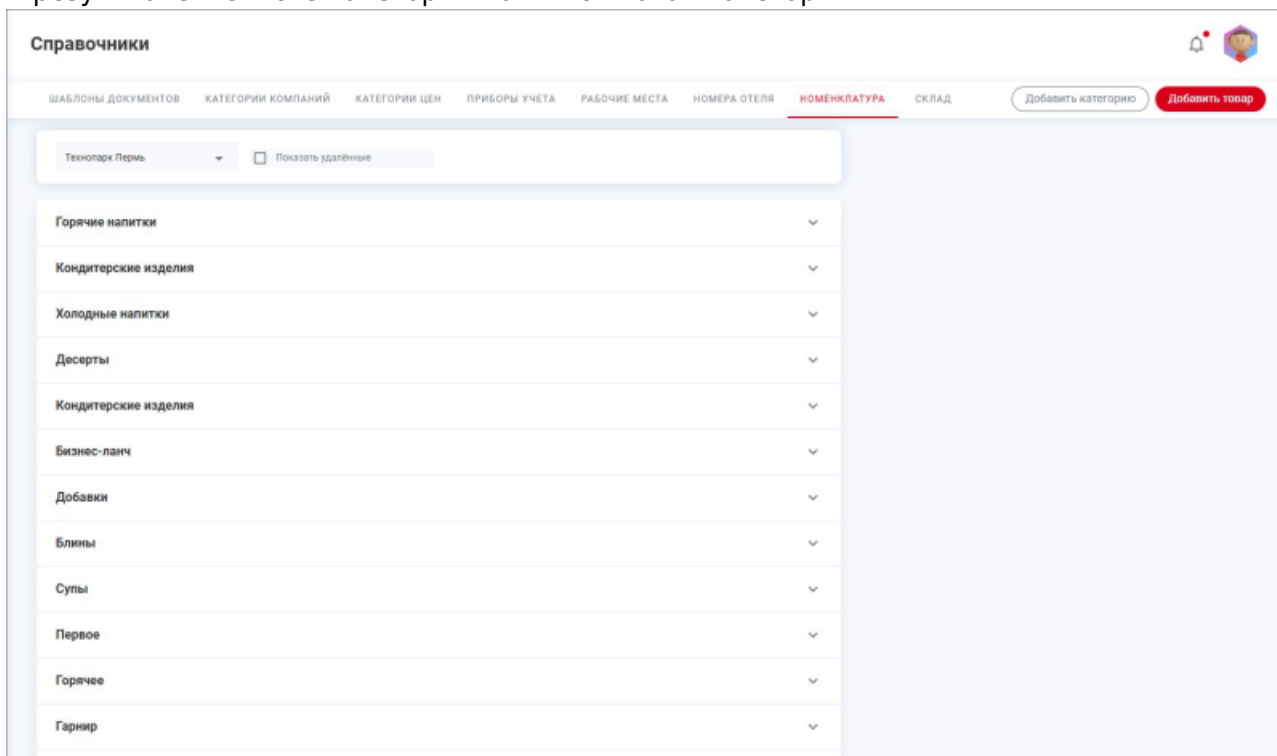 Справочники
ШАБЛОНЫ ДОКУМЕНТОВ КАТЕГОРИИ КОМПАНИЙ КАТЕГОРИИ ЦЕН ПРИБОРЫ УЧЕТА РАБОЧИЕ МЕСТА НОМЕРА ОТЕЛЯ НОМЕНКЛАТУРА СКЛАД Добавить категорию Добавить товар
Технопарк Пермь Показать удалённые
Горячие напитки
Кондитерские изделия
Холодные напитки
Десерты
Кондитерские изделия
Бизнес-ланч
Добавки
Блины
Супы
Первое
Горячее
Гарнир